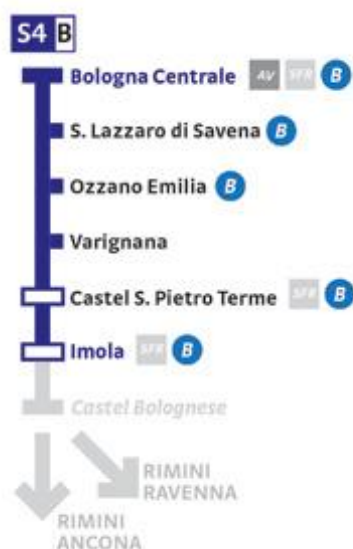 S4 B
Bologna Centrale AV SFR B
S. Lazzaro di Savena B
Ozzano Emilia B
Varignana
Castel S. Pietro Terme SFR B
Imola SFR B
Castel Bolognese
RIMINI
RAVENNA
RIMINI
ANCONA